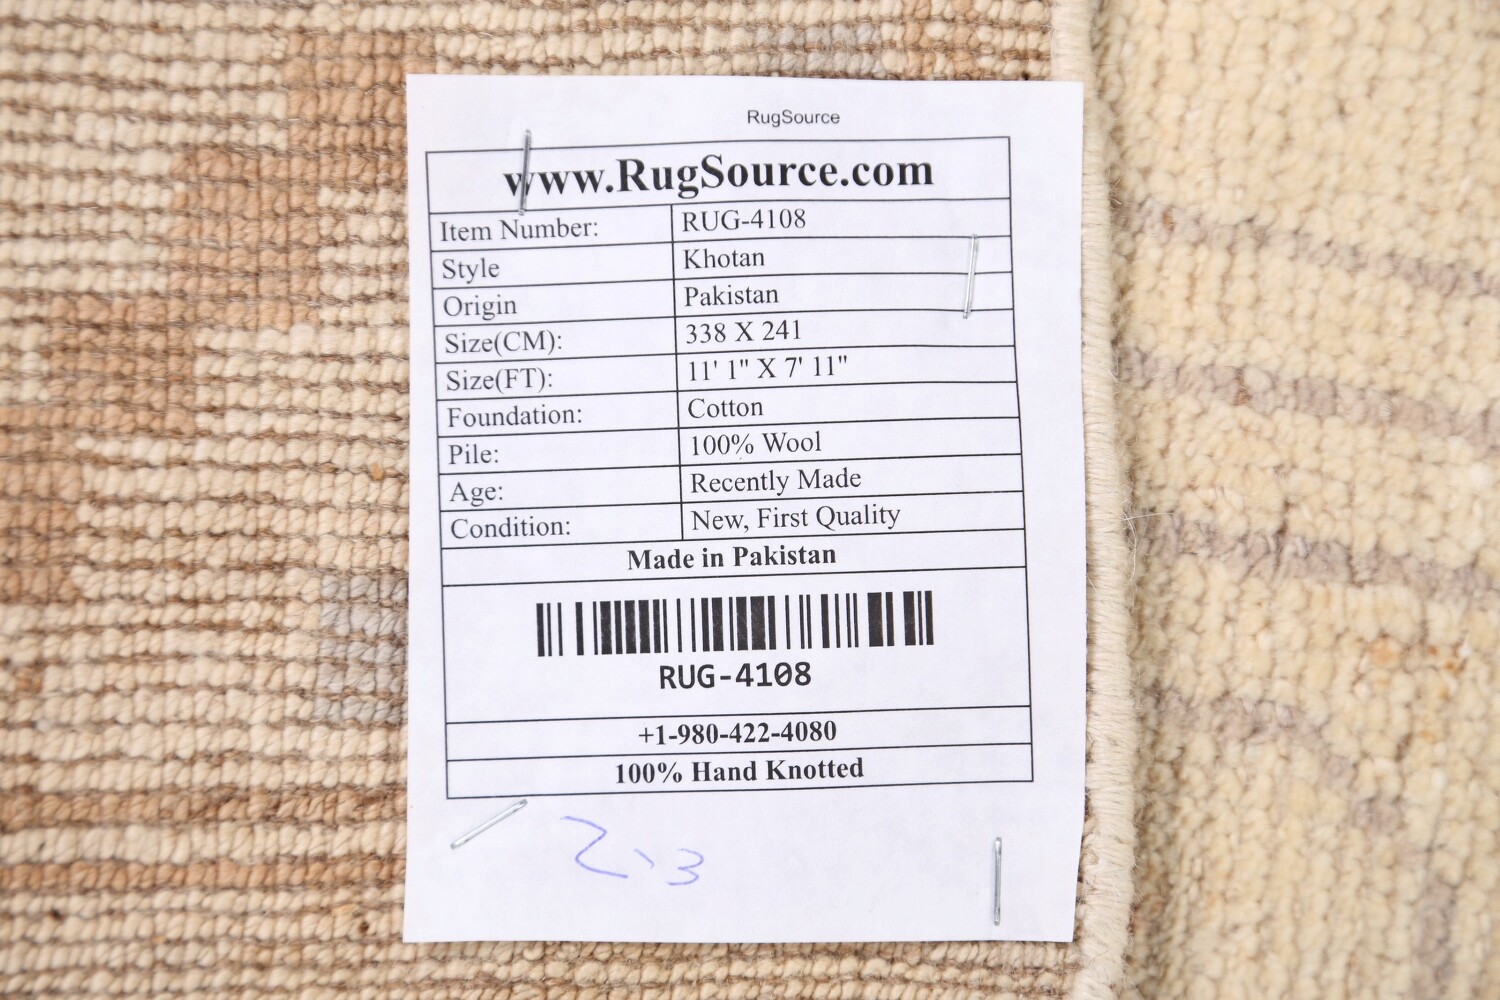 RugSource
www.RugSource.com
Item Number: RUG-4108
Style Khotan
Origin Pakistan
Size(CM): 338 X 241
Size(FT): 11' 1" X 7' 11"
Foundation: Cotton
Pile: 100% Wool
Age: Recently Made
Condition: New, First Quality
Made in Pakistan
RUG-4108
+1-980-422-4080
100% Hand Knotted